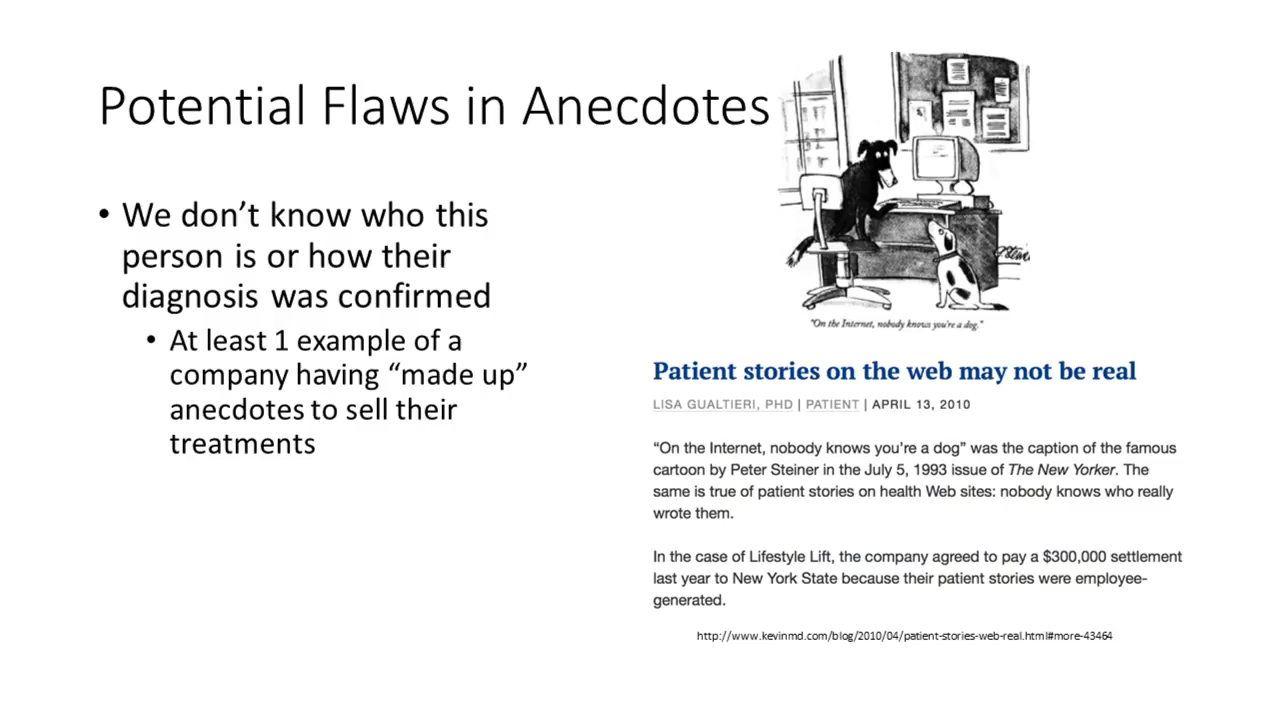 Potential Flaws in Anecdotes
• We don’t know who this
person is or how their
diagnosis was confirmed
• At least 1 example of a
company having “made up”
anecdotes to sell their
treatments
"On the Internet, nobody knows you're a dog."
Patient stories on the web may not be real
LISA GUALTIERI, PHD | PATIENT | APRIL 13, 2010
“On the Internet, nobody knows you're a dog” was the caption of the famous
cartoon by Peter Steiner in the July 5, 1993 issue of The New Yorker. The
same is true of patient stories on health Web sites: nobody knows who really
wrote them.
In the case of Lifestyle Lift, the company agreed to pay a $300,000 settlement
last year to New York State because their patient stories were employee-
generated.
http://www.kevinmd.com/blog/2010/04/patient-stories-web-real.html#more-43464